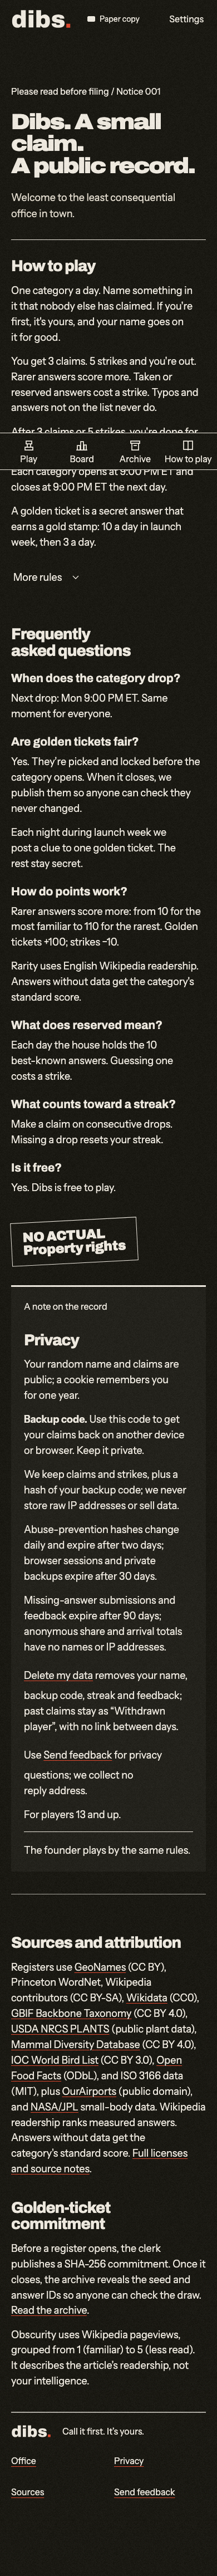 dibs.
Paper copy
Settings
Please read before filing / Notice 001
Dibs. A small
claim.
A public record.
Welcome to the least consequential
office in town.
How to play
One category a day. Name something in
it that nobody else has claimed. If you're
first, it's yours, and your name goes on
it for good.
You get 3 claims. 5 strikes and you're out.
Rarer answers score more. Taken or
reserved answers cost a strike. Typos and
answers not on the list never do.
After 3 claims or 5 strikes, you're done for
Play
Board
Archive
How to play
Each category opens at 9:00 PM ET and
closes at 9:00 PM ET the next day.
A golden ticket is a secret answer that
earns a gold stamp: 10 a day in launch
week, then 3 a day.
More rules
Frequently
asked questions
When does the category drop?
Next drop: Mon 9:00 PM ET. Same
moment for everyone.
Are golden tickets fair?
Yes. They're picked and locked before the
category opens. When it closes, we
publish them so anyone can check they
never changed.
Each night during launch week we
post a clue to one golden ticket. The
rest stay secret.
How do points work?
Rarer answers score more: from 10 for the
most familiar to 110 for the rarest. Golden
tickets +100; strikes −10.
Rarity uses English Wikipedia readership.
Answers without data get the category's
standard score.
What does reserved mean?
Each day the house holds the 10
best-known answers. Guessing one
costs a strike.
What counts toward a streak?
Make a claim on consecutive drops.
Missing a drop resets your streak.
Is it free?
Yes. Dibs is free to play.
NO ACTUAL
Property rights
A note on the record
Privacy
Your random name and claims are
public; a cookie remembers you
for one year.
Backup code. Use this code to get
your claims back on another device
or browser. Keep it private.
We keep claims and strikes, plus a
hash of your backup code; we never
store raw IP addresses or sell data.
Abuse-prevention hashes change
daily and expire after two days;
browser sessions and private
backups expire after 30 days.
Missing-answer submissions and
feedback expire after 90 days;
anonymous share and arrival totals
have no names or IP addresses.
Delete my data removes your name,
backup code, streak and feedback;
past claims stay as "Withdrawn
player", with no link between days.
Use Send feedback for privacy
questions; we collect no
reply address.
For players 13 and up.
The founder plays by the same rules.
Sources and attribution
Registers use GeoNames (CC BY),
Princeton WordNet, Wikipedia
contributors (CC BY-SA), Wikidata (CC0),
GBIF Backbone Taxonomy (CC BY 4.0),
USDA NRCS PLANTS (public plant data),
Mammal Diversity Database (CC BY 4.0),
IOC World Bird List (CC BY 3.0), Open
Food Facts (ODbL), and ISO 3166 data
(MIT), plus OurAirports (public domain),
and NASA/JPL small-body data. Wikipedia
readership ranks measured answers.
Answers without data get the
category's standard score. Full licenses
and source notes.
Golden-ticket
commitment
Before a register opens, the clerk
publishes a SHA-256 commitment. Once it
closes, the archive reveals the seed and
answer IDs so anyone can check the draw.
Read the archive.
Obscurity uses Wikipedia pageviews,
grouped from 1 (familiar) to 5 (less read).
It describes the article's readership, not
your intelligence.
dibs.
Call it first. It's yours.
Office
Privacy
Sources
Send feedback